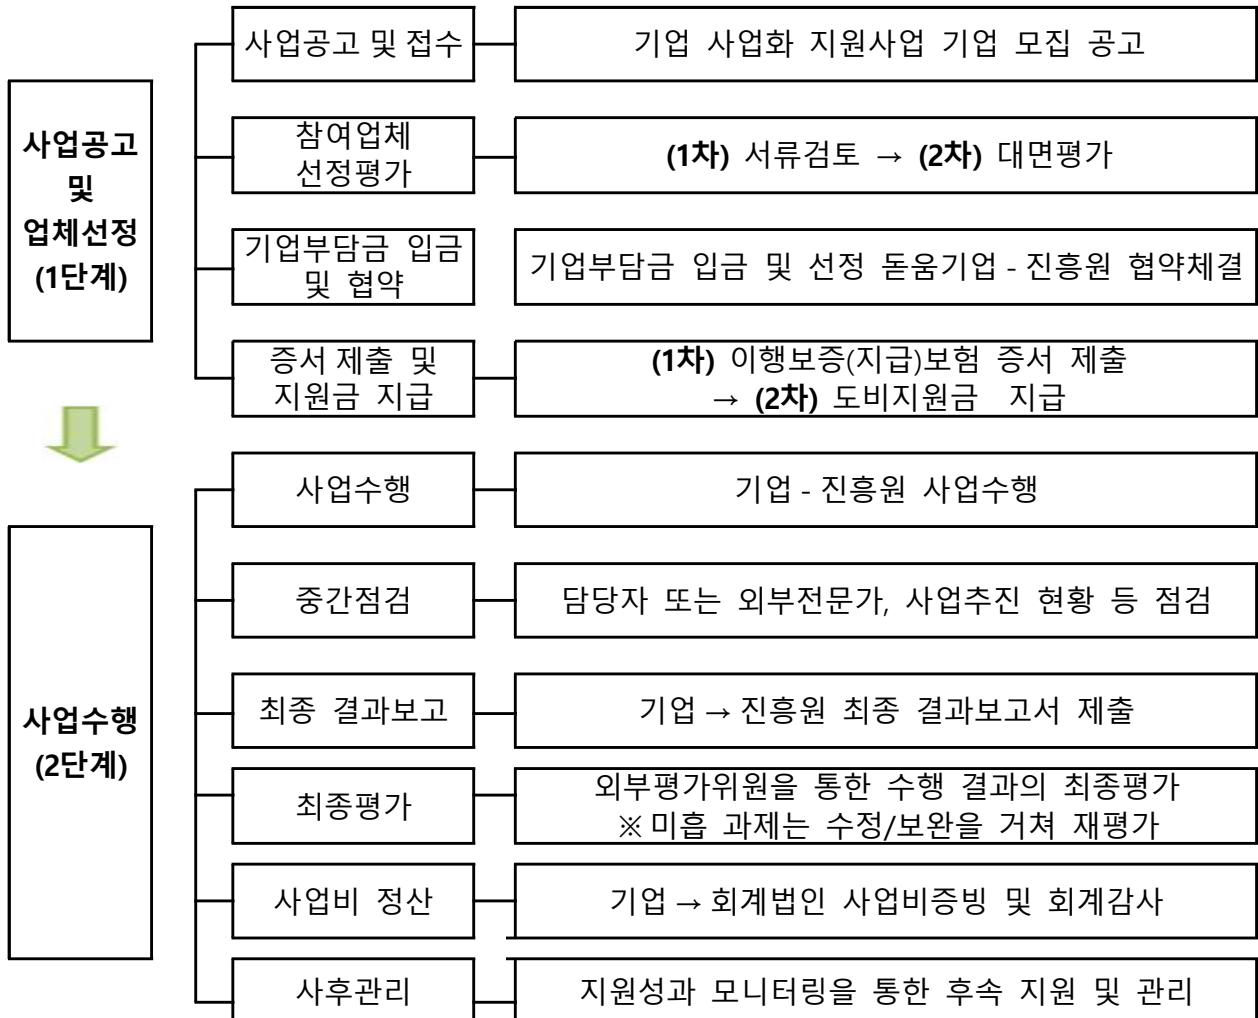 사업공고 및 접수
기업 사업화 지원사업 기업 모집 공고
사업공고
및
업체선정
(1단계)
참여업체
선정평가
(1차) 서류검토 → (2차) 대면평가
기업부담금 입금
및 협약
기업부담금 입금 및 선정 돋움기업 - 진흥원 협약체결
증서 제출 및
지원금 지급
(1차) 이행보증(지급)보험 증서 제출
→ (2차) 도비지원금 지급
사업수행
(2단계)
사업수행
기업 - 진흥원 사업수행
중간점검
담당자 또는 외부전문가, 사업추진 현황 등 점검
최종 결과보고
기업 → 진흥원 최종 결과보고서 제출
최종평가
외부평가위원을 통한 수행 결과의 최종평가
※ 미흡 과제는 수정/보완을 거쳐 재평가
사업비 정산
기업 → 회계법인 사업비증빙 및 회계감사
사후관리
지원성과 모니터링을 통한 후속 지원 및 관리